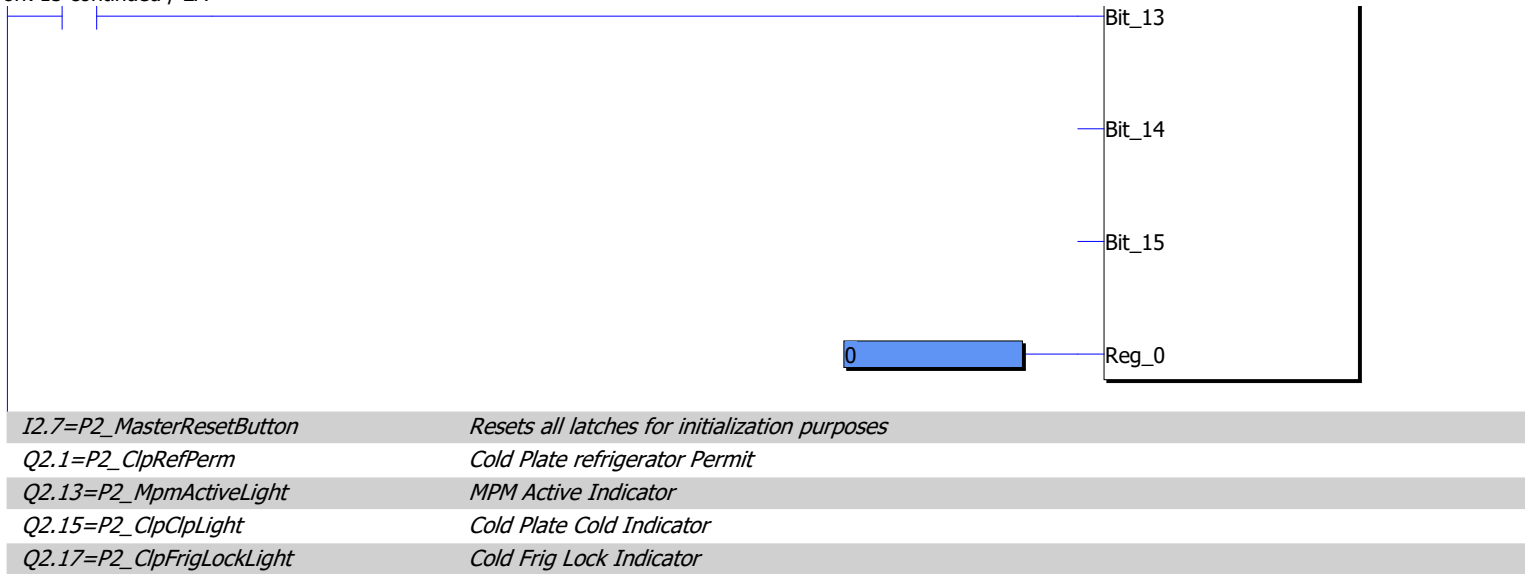 continued /
Bit_13
Bit_14
Bit_15
0 Reg_0
I2.7=P2_MasterResetButton Resets all latches for initialization purposes
Q2.1=P2_ClpRefPerm Cold Plate refrigerator Permit
Q2.13=P2_MpmActiveLight MPM Active Indicator
Q2.15=P2_ClpClpLight Cold Plate Cold Indicator
Q2.17=P2_ClpFrigLockLight Cold Frig Lock Indicator